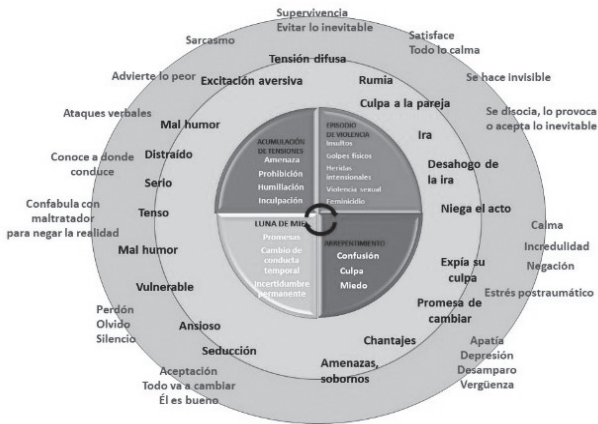 Supervivencia
Evitar lo inevitable
Satisface
Todo lo calma
Se hace invisible
Se disocia, lo provoca
o acepta lo inevitable
Calma
Incredulidad
Negación
Estrés postraumático
Apatía
Depresión
Desamparo
Vergüenza
Aceptación
Todo va a cambiar
Él es bueno
Perdón
Olvido
Silencio
Confabula con
maltratador
para negar la realidad
Conoce a donde
conduce
Ataques verbales
Advierte lo peor
Sarcasmo
Tensión difusa
Rumia
Culpa a la pareja
Ira
Desahogo de
la ira
Niega el acto
Expía su
culpa
Promesa de
cambiar
Chantajes
Amenazas,
sobornos
Seducción
Ansioso
Vulnerable
Mal humor
Tenso
Serio
Distraído
Mal humor
Excitación aversiva
ACUMULACIÓN
DE TENSIONES
Amenaza
Prohibición
Humillación
Inculpación
EPISODIO
DE VIOLENCIA
Insultos
Golpes físicos
Heridas
intensionales
Violencia sexual
Feminicidio
ARREPENTIMIENTO
Confusión
Culpa
Miedo
LUNA DE MIE
Promesas
Cambio de
conducta
temporal
Incertidumbre
permanente